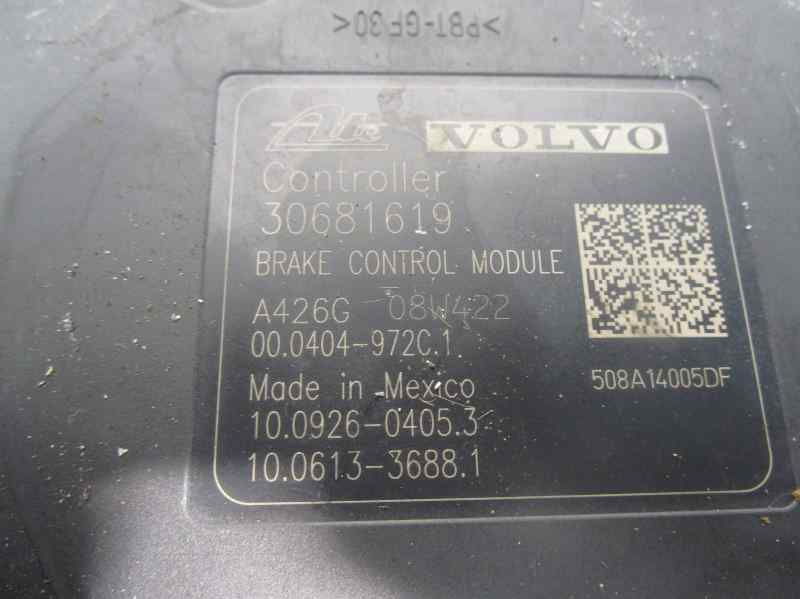 >PBT-GF30<
Ate VOLVO
Controller
30681619
BRAKE CONTROL MODULE
A426G 08W422
00.0404-972C.1
508A14005DF
Made in Mexico
10.0926-0405.3
10.0613-3688.1